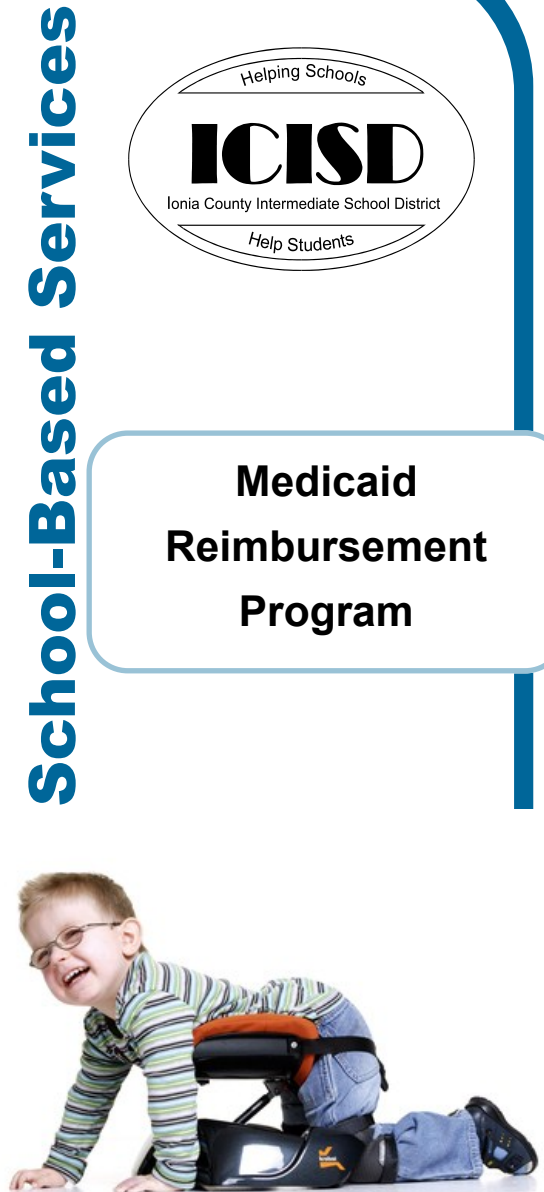 School-Based Services
Helping Schools
ICISD
Ionia County Intermediate School District
Help Students
Medicaid
Reimbursement
Program